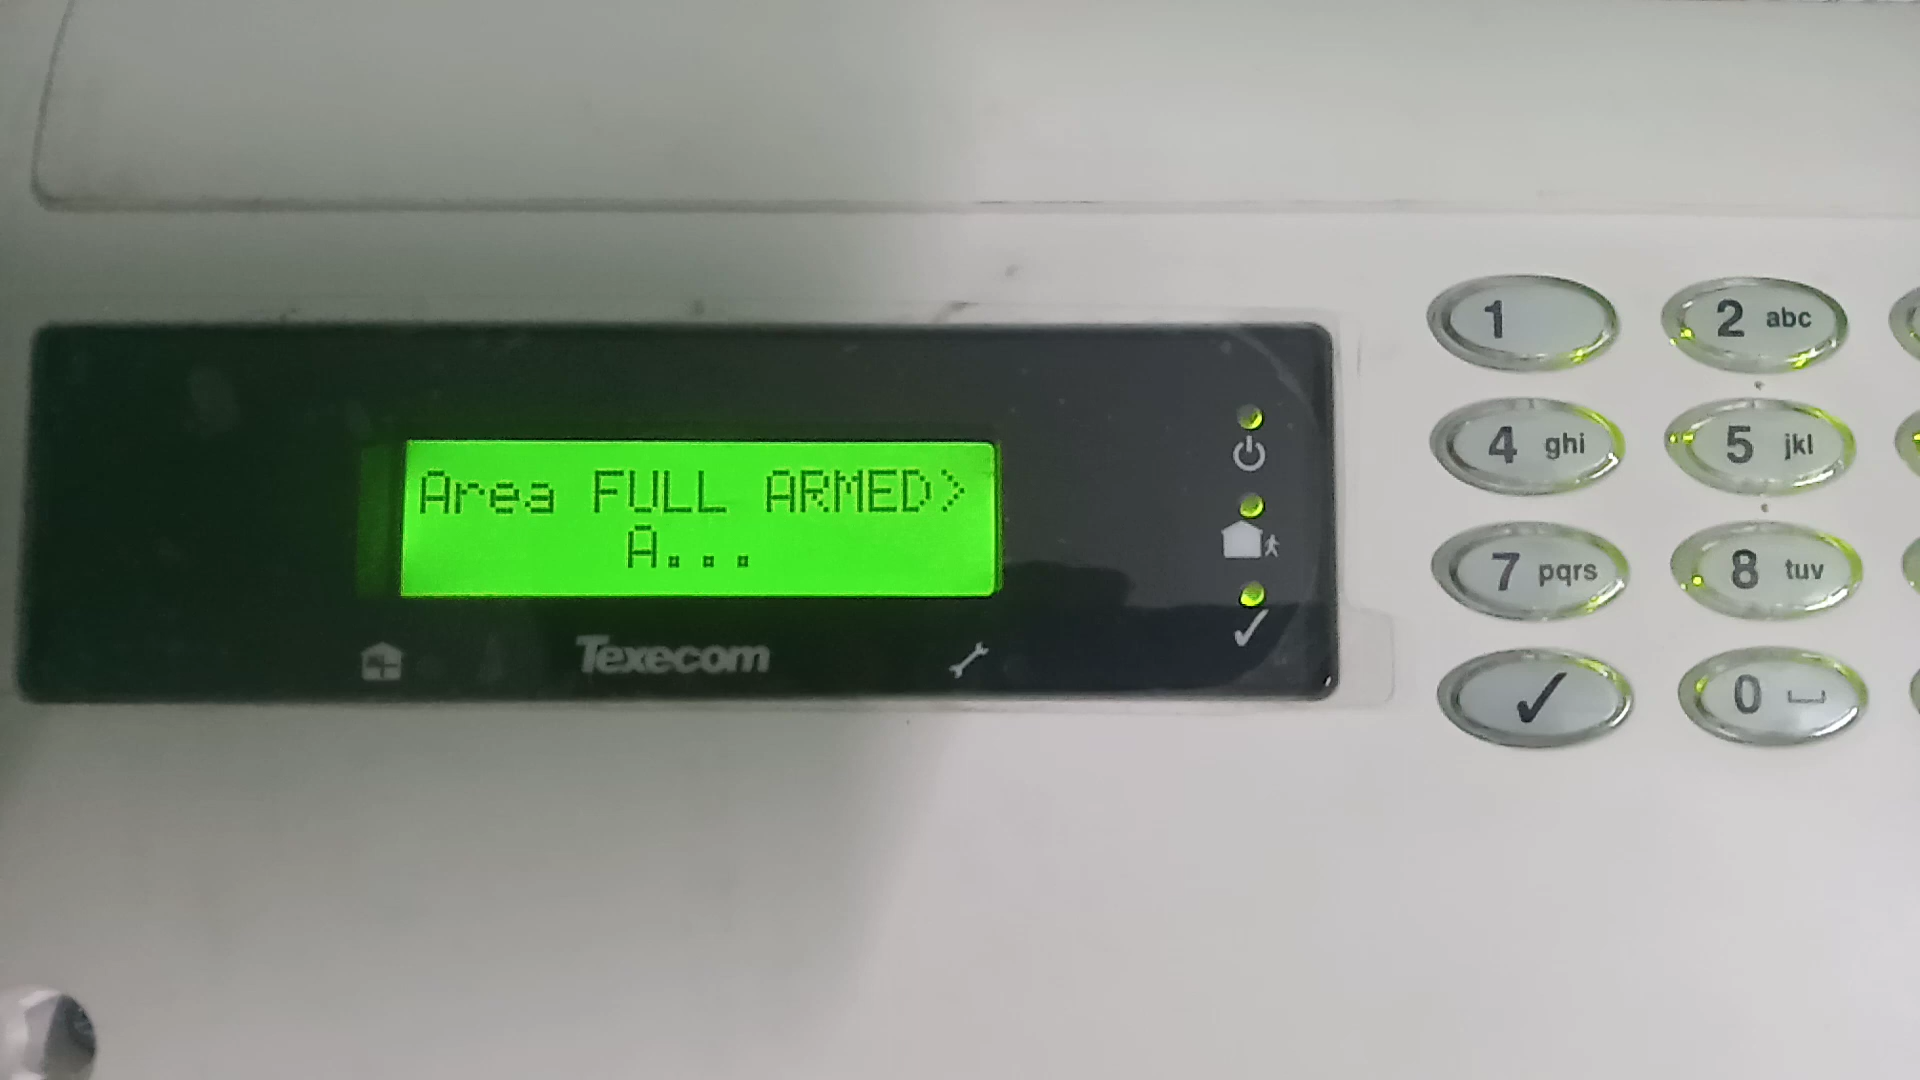 Area FULL ARMED>
A...
Texecom
1
2 abc
4 ghi
5 jkl
7 pqrs
8 tuv
✓
0 ⎵